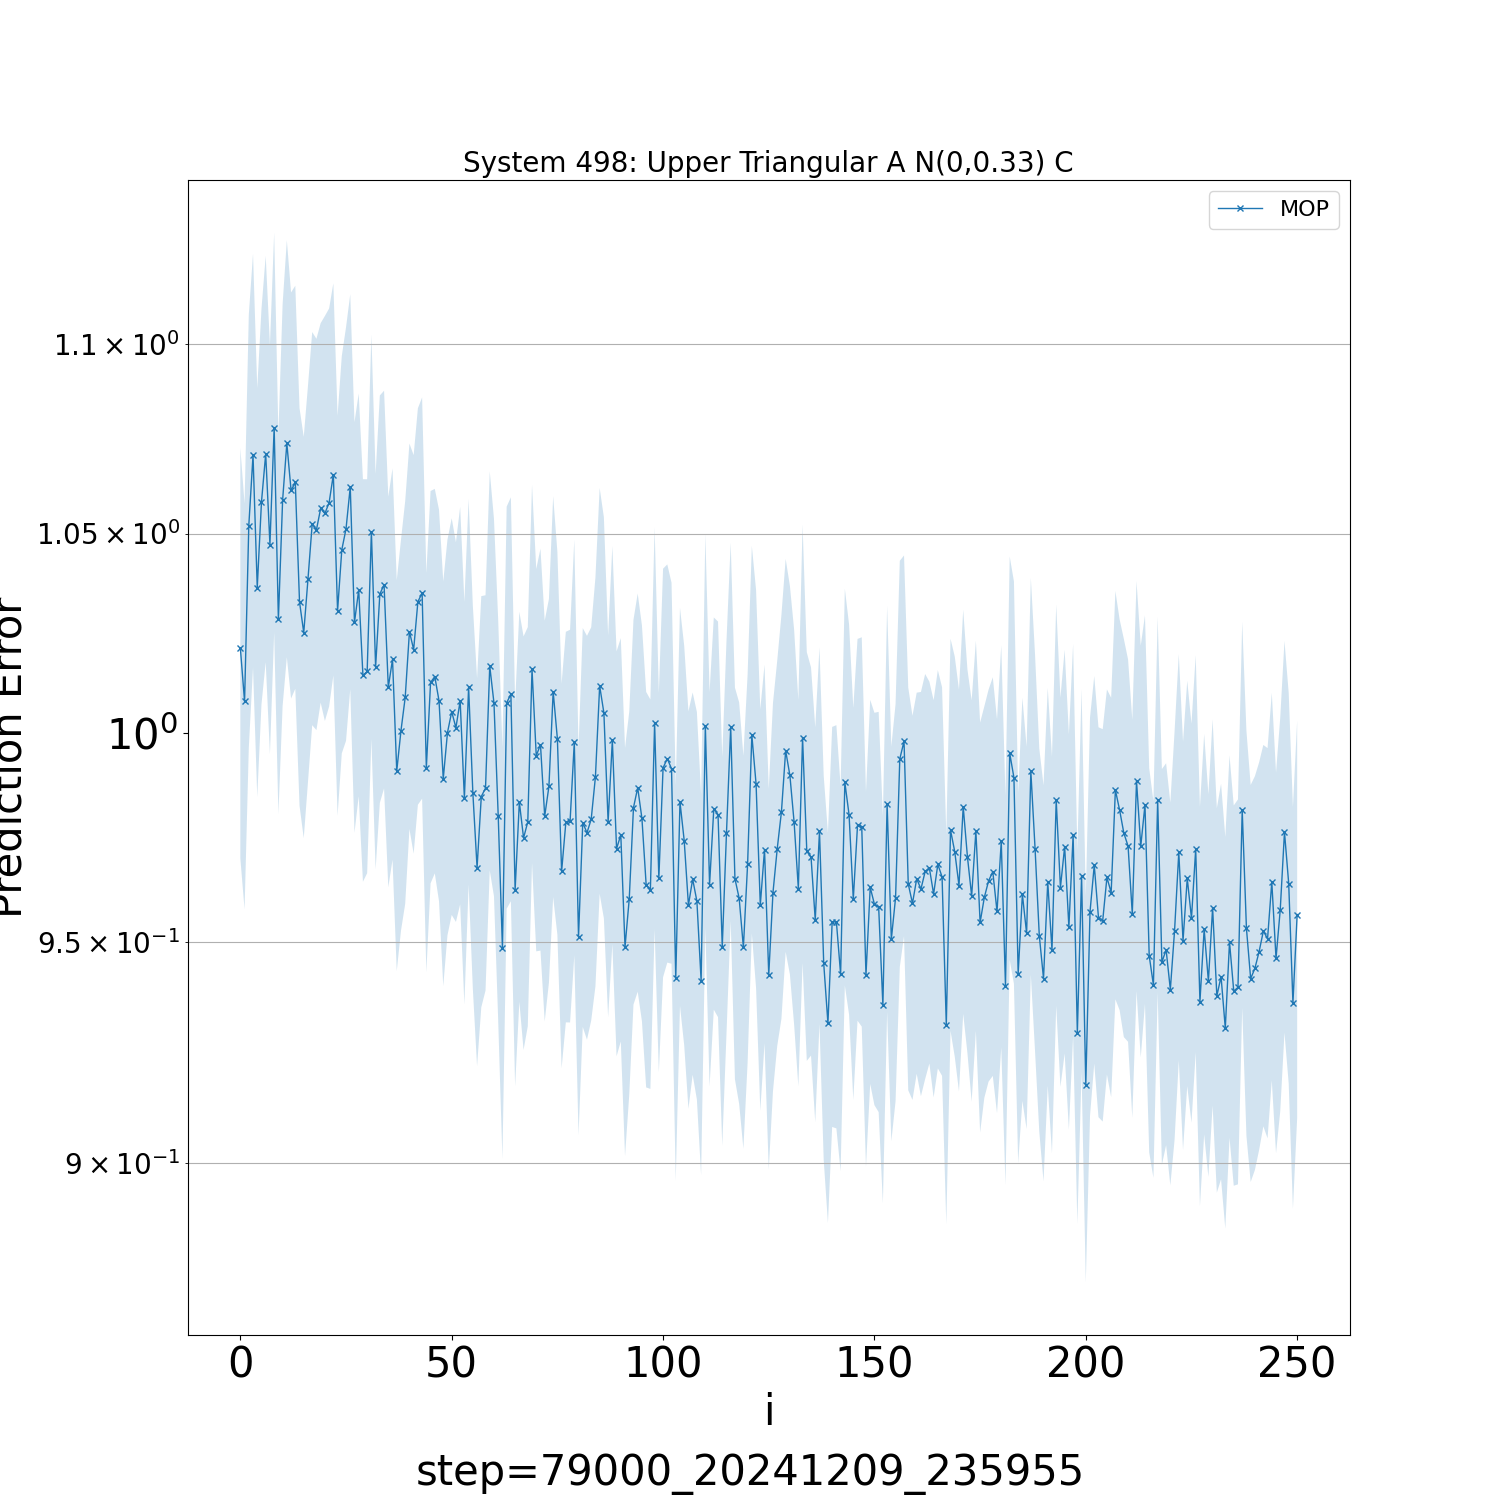 System 498: Upper Triangular A N(0,0.33) C
MOP
1.1 × 10⁰
1.05 × 10⁰
10⁰
9.5 × 10⁻¹
9 × 10⁻¹
Prediction Error
0 50 100 150 200 250
i
step=79000_20241209_235955